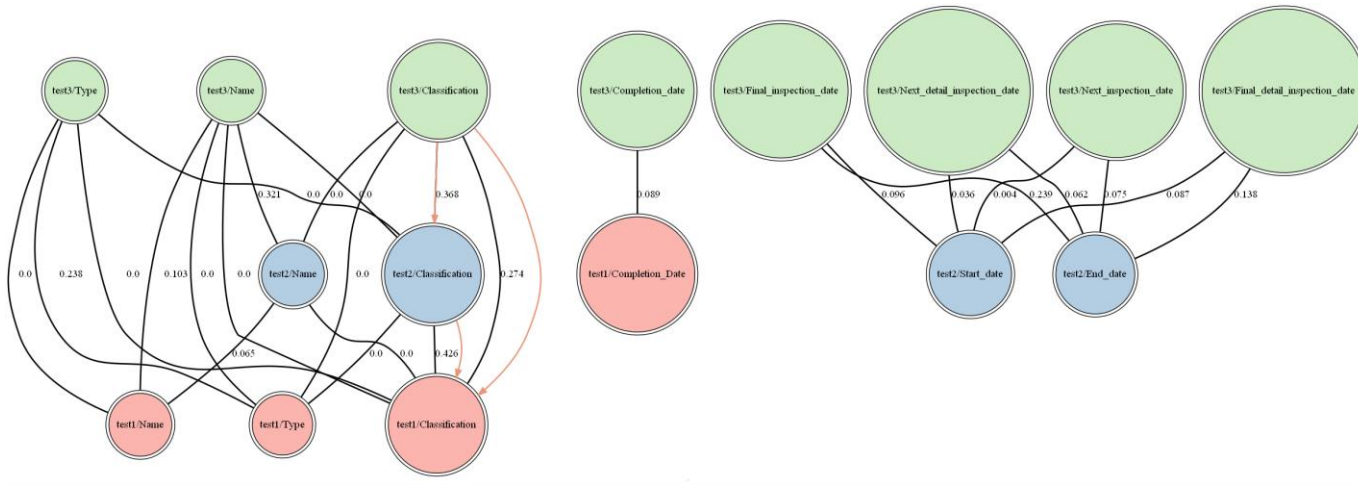 test3/Type
test3/Name
test3/Classification
test3/Completion_date
test3/Final_inspection_date
test3/Next_detail_inspection_date
test3/Next_inspection_date
test3/Final_detail_inspection_date
0.321
0.0
0.0
0.0
0.368
0.089
0.096
0.036
0.004
0.239
0.062
0.075
0.087
0.138
test2/Name
test2/Classification
test1/Completion_Date
test2/Start_date
test2/End_date
0.0
0.238
0.0
0.103
0.0
0.0
0.0
0.274
0.065
0.0
0.0
0.426
test1/Name
test1/Type
test1/Classification